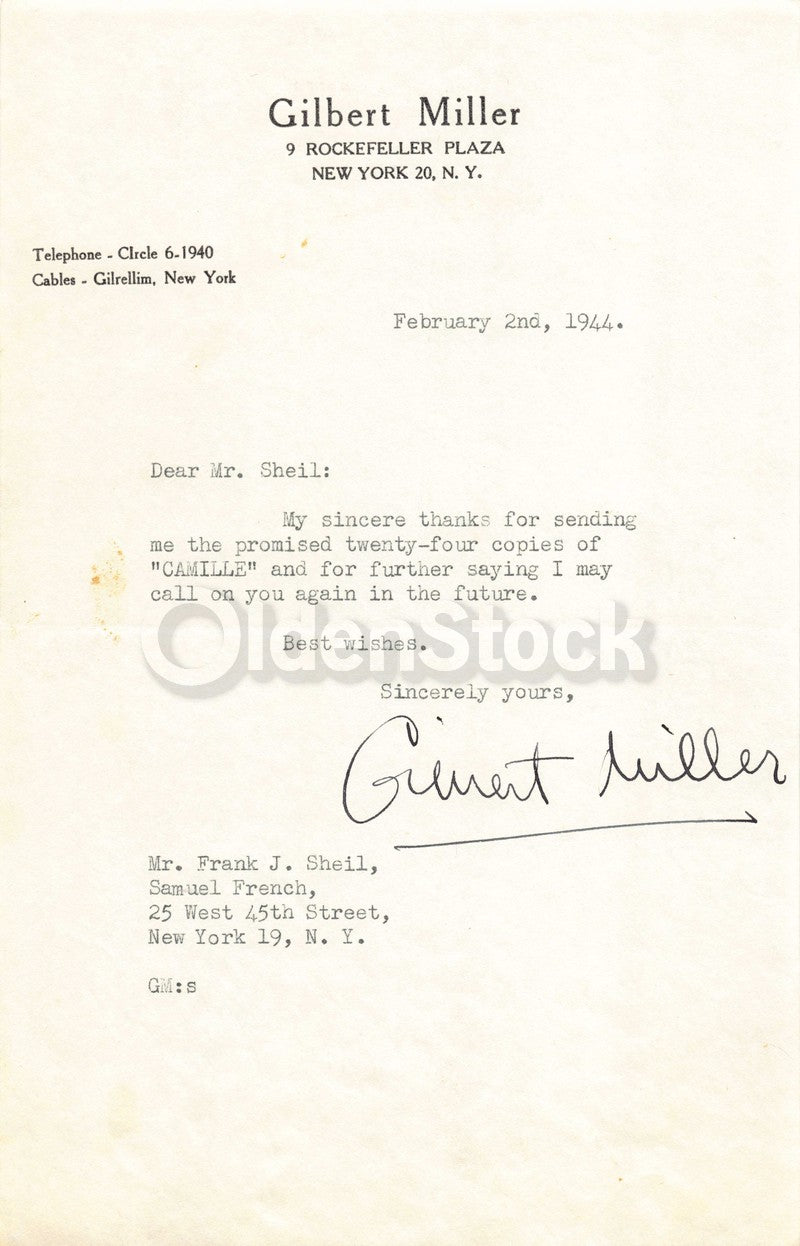 Gilbert Miller
9 ROCKEFELLER PLAZA
NEW YORK 20, N. Y.
Telephone - CIrcle 6-1940
Cables - Gilrellim, New York
February 2nd, 1944.
Dear Mr. Sheil:
My sincere thanks for sending
me the promised twenty-four copies of
"CAMILLE" and for further saying I may
call on you again in the future.
OldenStock
Best wishes.
Sincerely yours,
Gilbert Miller
Mr. Frank J. Sheil,
Samuel French,
25 West 45th Street,
New York 19, N. Y.
GM:s